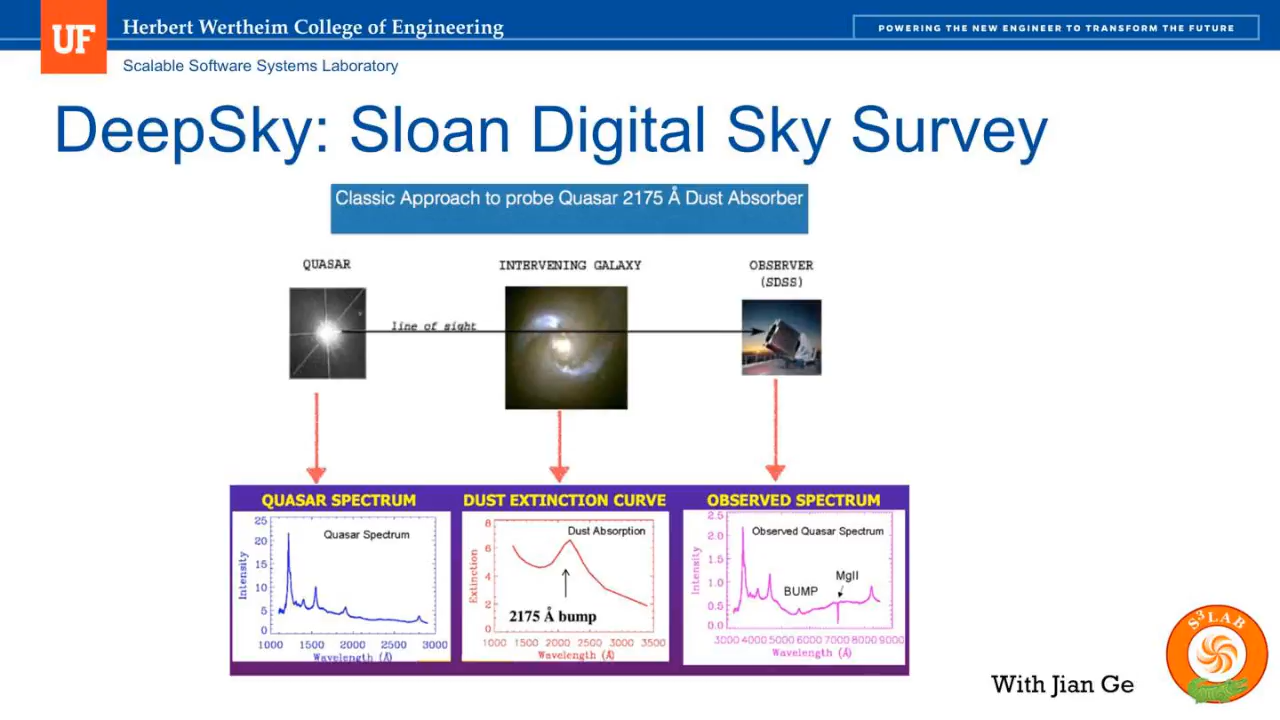 UF
Herbert Wertheim College of Engineering
POWERING THE NEW ENGINEER TO TRANSFORM THE FUTURE
Scalable Software Systems Laboratory
DeepSky: Sloan Digital Sky Survey
Classic Approach to probe Quasar 2175 Å Dust Absorber
QUASAR
INTERVENING GALAXY
OBSERVER
(SDSS)
line of sight
QUASAR SPECTRUM
Quasar Spectrum
Intensity
25
20
15
10
5
0
1000 1500 2000 2500 3000
Wavelength (Å)
DUST EXTINCTION CURVE
Dust Absorption
Extinction
8
6
4
2
0
2175 Å bump
1000 1500 2000 2500 3000 3500
Wavelength (Å)
OBSERVED SPECTRUM
Observed Quasar Spectrum
Intensity
2.5
2.0
1.5
1.0
0.5
0.0
MgII
BUMP
3000 4000 5000 6000 7000 8000 9000
Wavelength (Å)
With Jian Ge
S3LAB